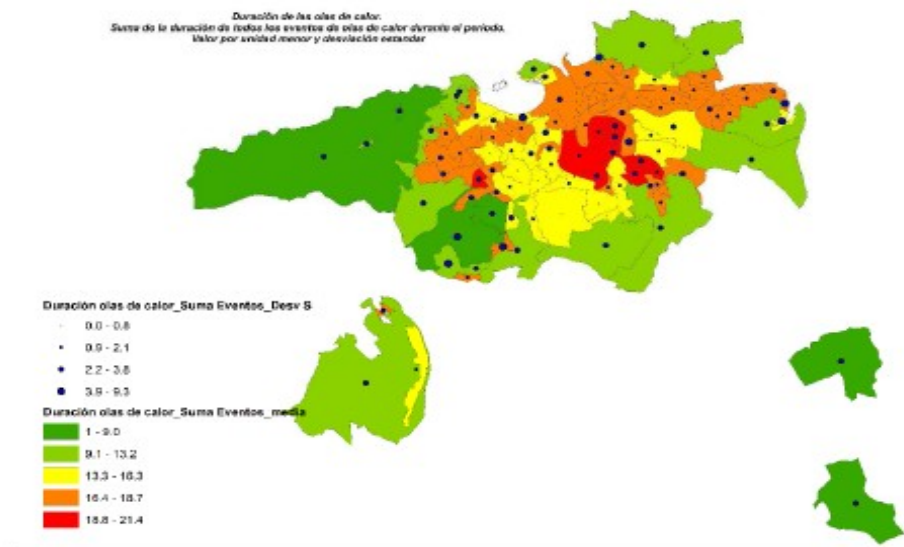 Duración de las olas de calor.
Suma de la duración de todos los eventos de olas de calor durante el periodo.
Valor por unidad menor y desviación estandar
Duración olas de calor_Suma Eventos_Desv S
0.0 - 0.8
0.9 - 2.1
2.2 - 3.8
3.9 - 9.3
Duración olas de calor_Suma Eventos_media
1 - 9.0
9.1 - 13.2
13.3 - 16.3
16.4 - 18.7
18.8 - 21.4